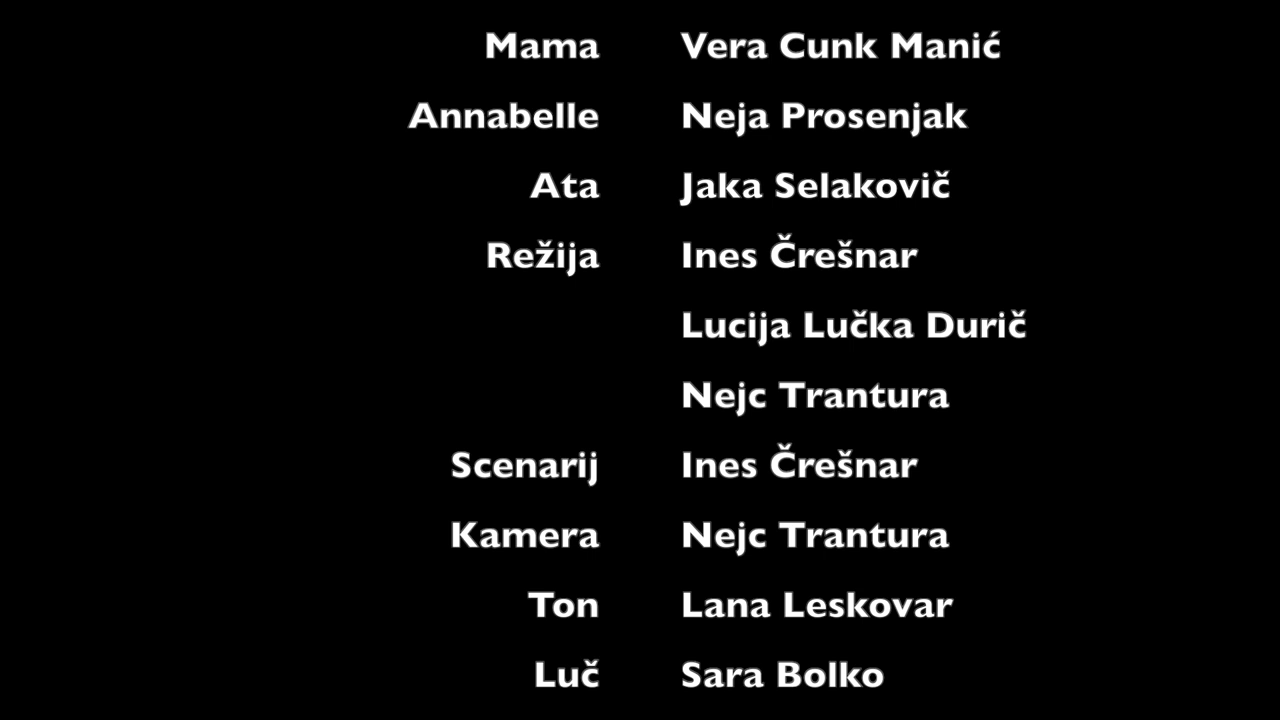 Mama Vera Cunk Manić
Annabelle Neja Prosenjak
Ata Jaka Selakovič
Režija Ines Črešnar
Lucija Lučka Durič
Nejc Trantura
Scenarij Ines Črešnar
Kamera Nejc Trantura
Ton Lana Leskovar
Luč Sara Bolko